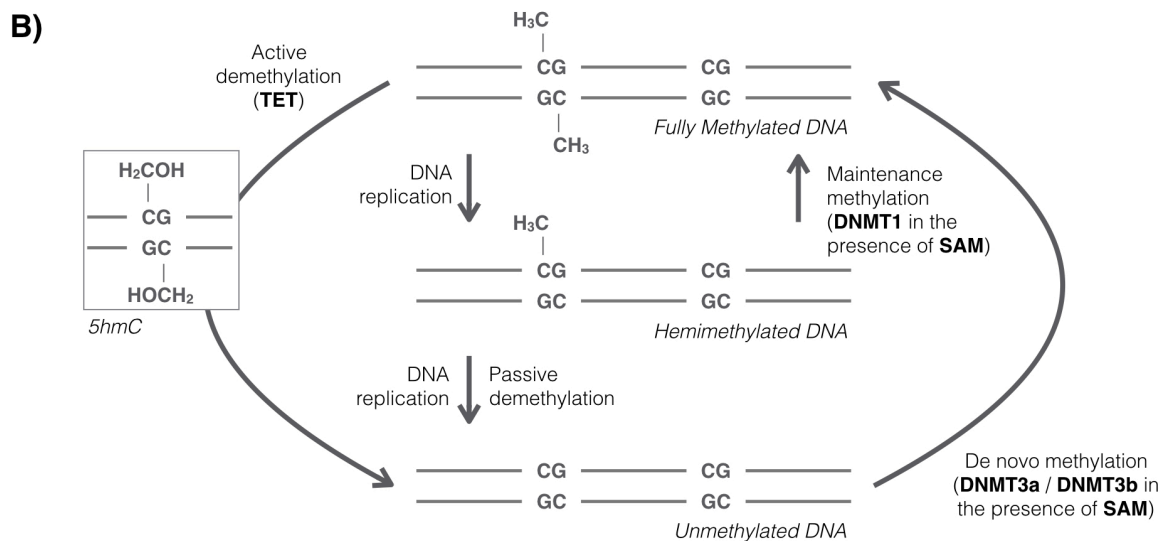 B)
Active
demethylation
(TET)
H₃C
CG CG
GC GC
CH₃
Fully Methylated DNA
H₂COH
CG
GC
HOCH₂
5hmC
DNA
replication
Maintenance
methylation
(DNMT1 in the
presence of SAM)
H₃C
CG CG
GC GC
Hemimethylated DNA
DNA
replication
Passive
demethylation
CG CG
GC GC
Unmethylated DNA
De novo methylation
(DNMT3a / DNMT3b in
the presence of SAM)